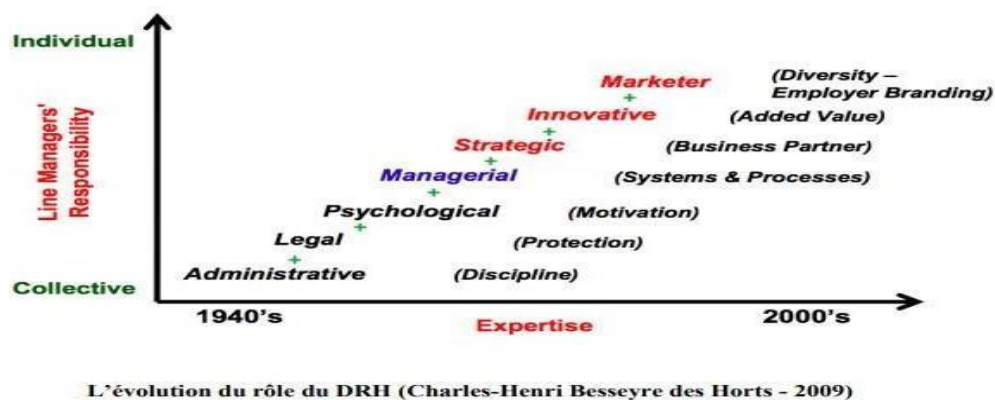 Individual
(Diversity –
Marketer
Employer Branding)
+
Innovative
(Added Value)
+
Strategic
(Business Partner)
+
Managerial
(Systems & Processes)
+
Psychological
(Motivation)
+
Legal
(Protection)
+
Administrative
(Discipline)
Line Managers'
Responsibility
Collective
1940's
2000's
Expertise
L'évolution du rôle du DRH (Charles-Henri Besseyre des Horts - 2009)